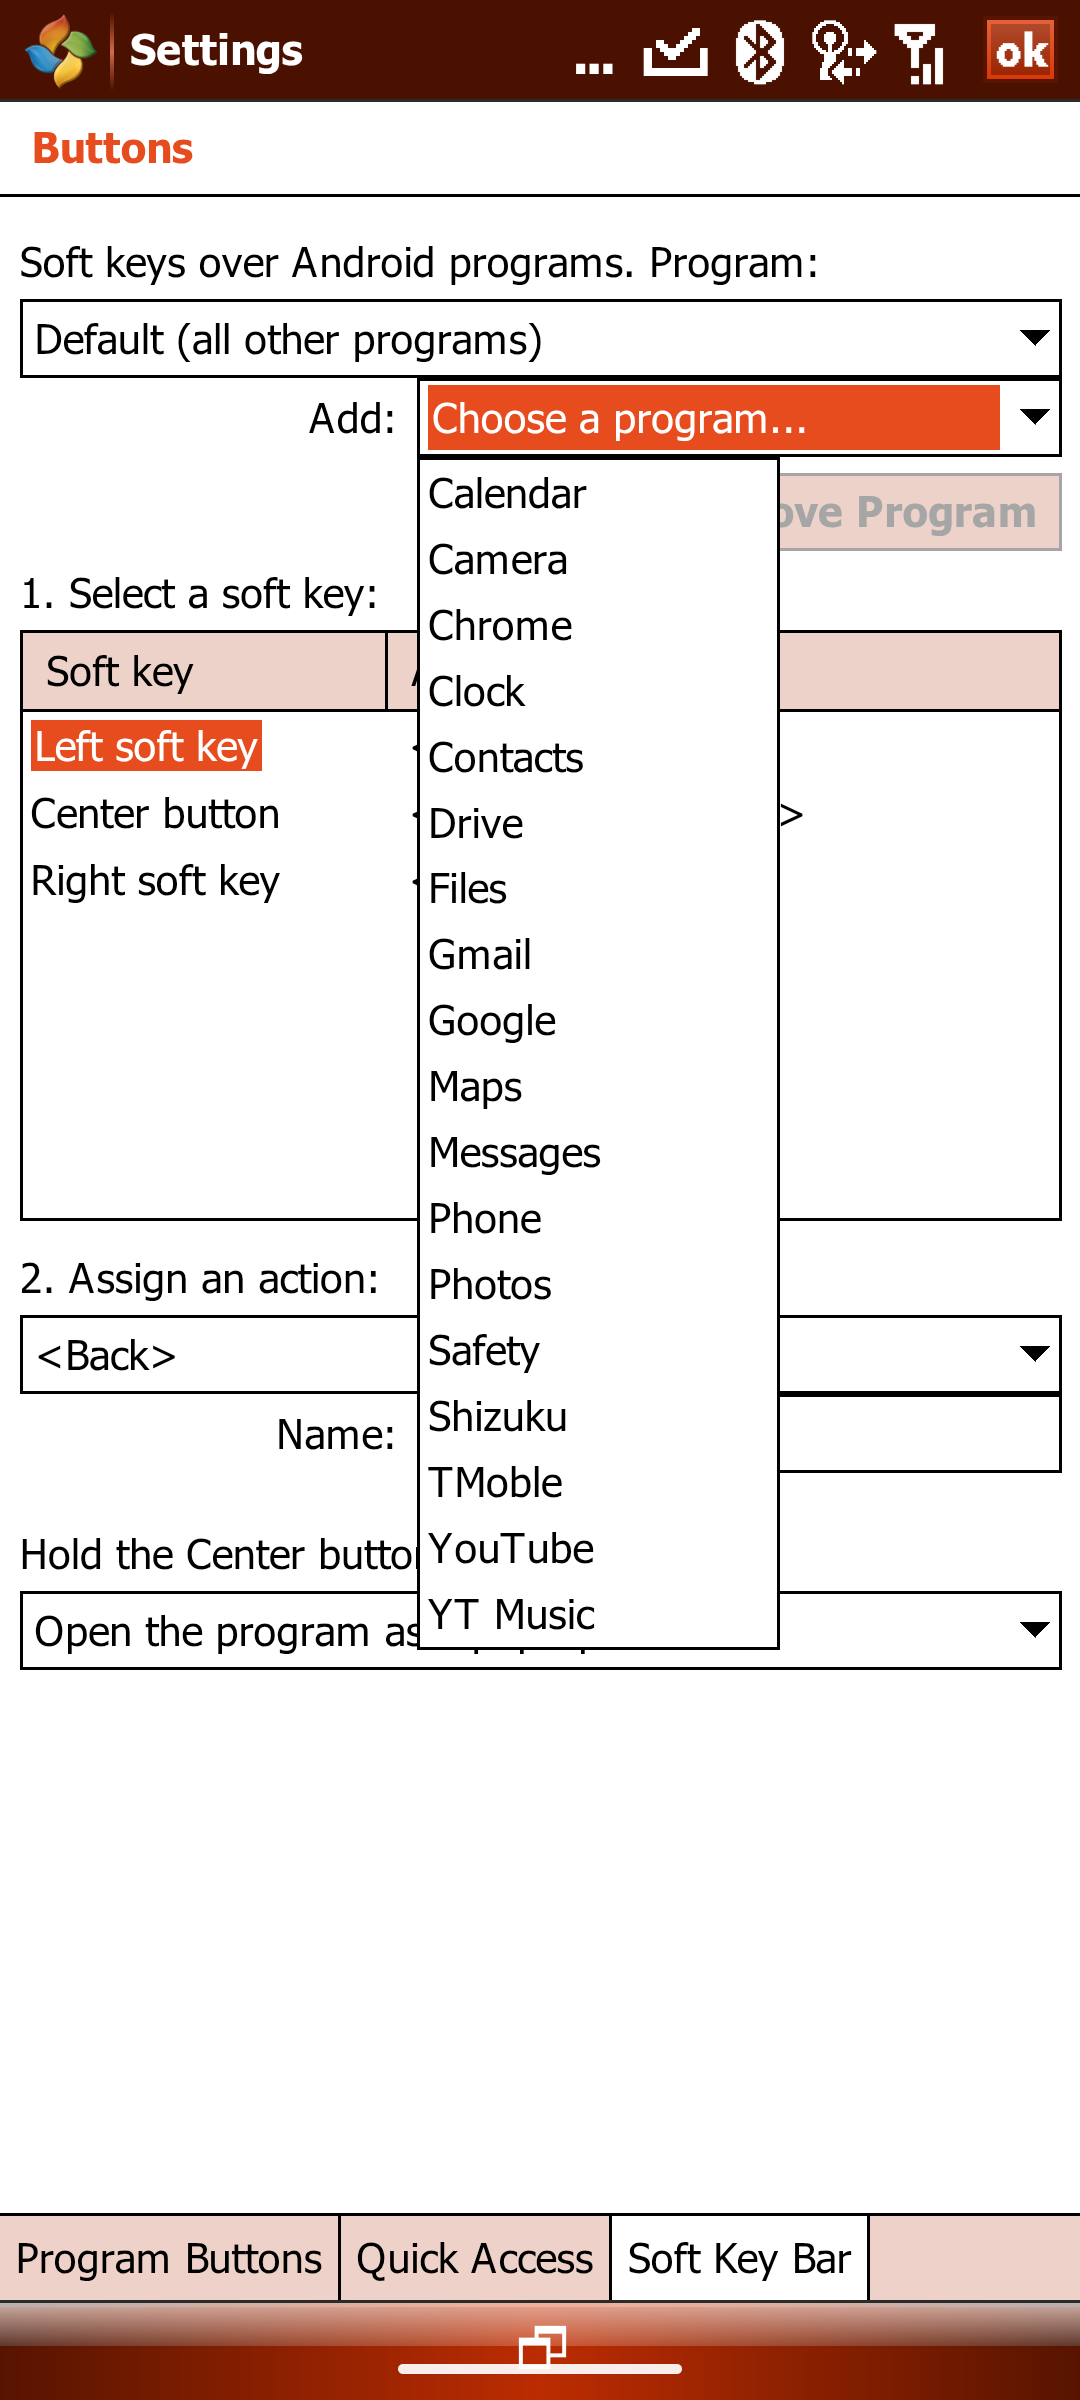 Settings
ok
Buttons
Soft keys over Android programs. Program:
Default (all other programs)
Add: Choose a program...
Calendar
Program
Camera
1. Select a soft key:
Chrome
Soft key
Clock
Left soft key
Contacts
Center button
>
Drive
Right soft key
Files
Gmail
Google
Maps
Messages
Phone
2. Assign an action:
Photos
<Back>
Safety
Name:
Shizuku
TMoble
Hold the Center
YouTube
Open the program
YT Music
Program Buttons Quick Access Soft Key Bar